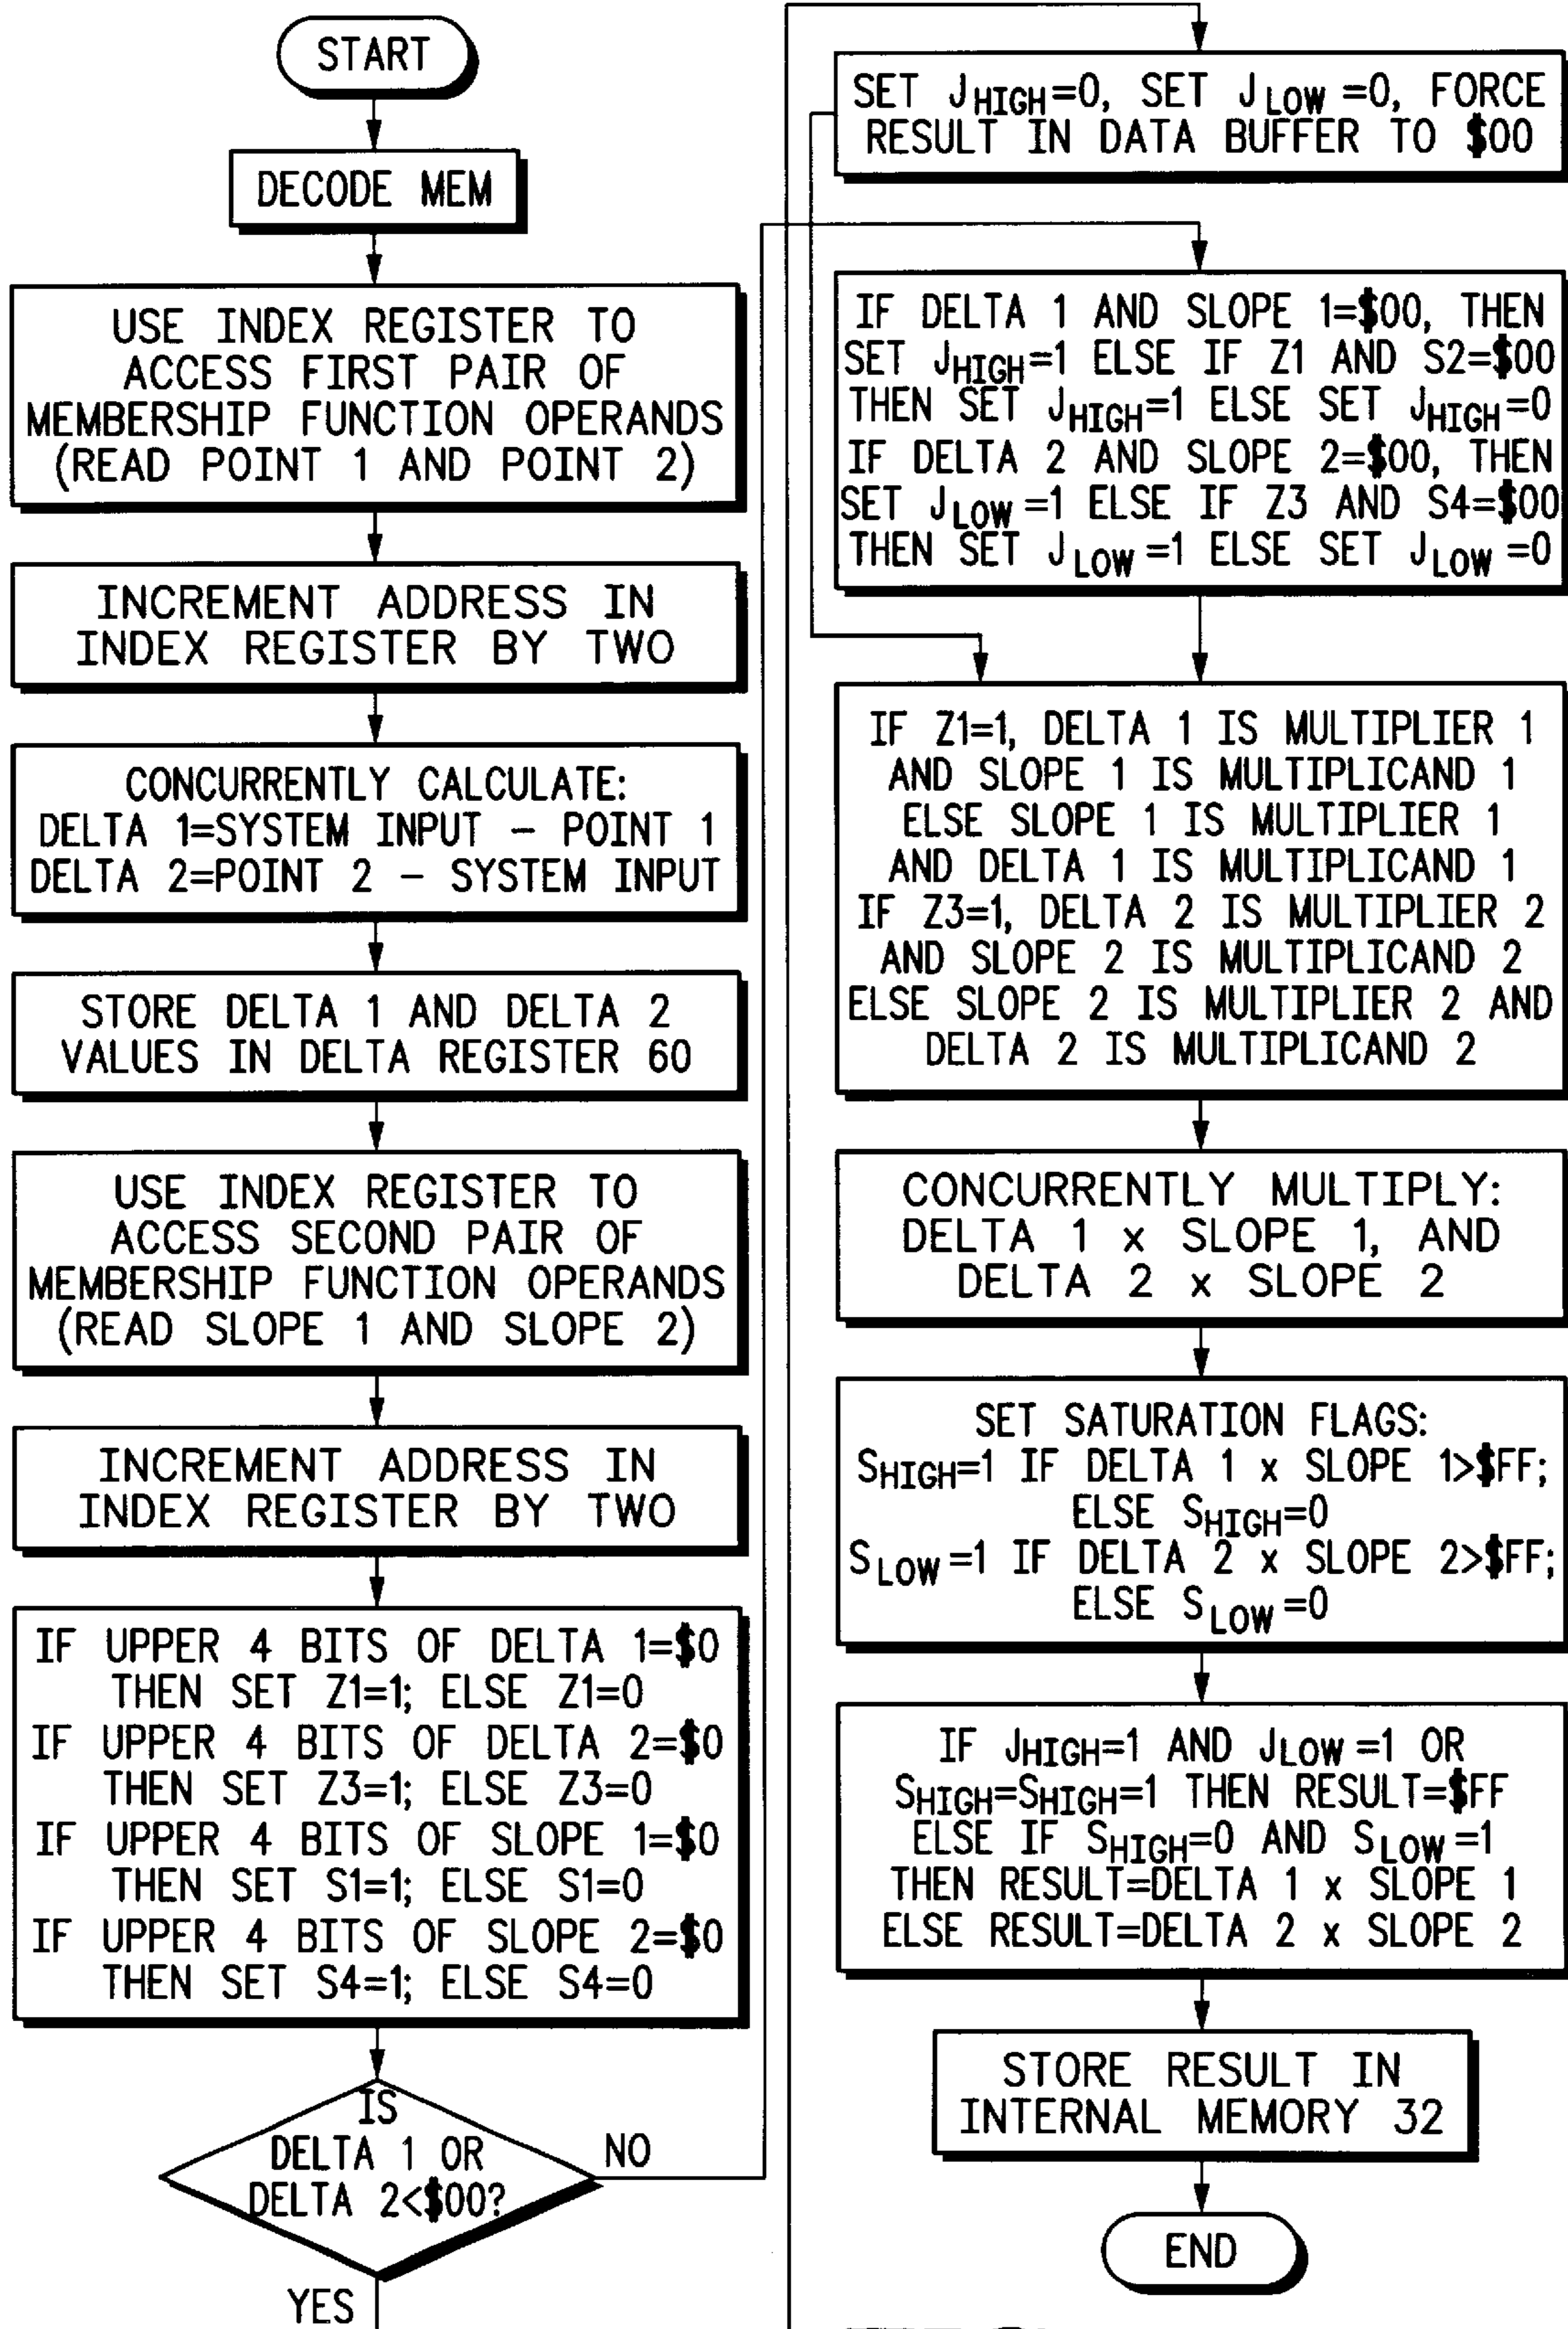 START
DECODE MEM
USE INDEX REGISTER TO
ACCESS FIRST PAIR OF
MEMBERSHIP FUNCTION OPERANDS
(READ POINT 1 AND POINT 2)
INCREMENT ADDRESS IN
INDEX REGISTER BY TWO
CONCURRENTLY CALCULATE:
DELTA 1=SYSTEM INPUT – POINT 1
DELTA 2=POINT 2 – SYSTEM INPUT
STORE DELTA 1 AND DELTA 2
VALUES IN DELTA REGISTER 60
USE INDEX REGISTER TO
ACCESS SECOND PAIR OF
MEMBERSHIP FUNCTION OPERANDS
(READ SLOPE 1 AND SLOPE 2)
INCREMENT ADDRESS IN
INDEX REGISTER BY TWO
IF UPPER 4 BITS OF DELTA 1=$0
THEN SET Z1=1; ELSE Z1=0
IF UPPER 4 BITS OF DELTA 2=$0
THEN SET Z3=1; ELSE Z3=0
IF UPPER 4 BITS OF SLOPE 1=$0
THEN SET S1=1; ELSE S1=0
IF UPPER 4 BITS OF SLOPE 2=$0
THEN SET S4=1; ELSE S4=0
IS
DELTA 1 OR
DELTA 2<$00?
NO
YES
SET JHIGH=0, SET JLOW=0, FORCE
RESULT IN DATA BUFFER TO $00
IF DELTA 1 AND SLOPE 1=$00, THEN
SET JHIGH=1 ELSE IF Z1 AND S2=$00
THEN SET JHIGH=1 ELSE SET JHIGH=0
IF DELTA 2 AND SLOPE 2=$00, THEN
SET JLOW=1 ELSE IF Z3 AND S4=$00
THEN SET JLOW=1 ELSE SET JLOW=0
IF Z1=1, DELTA 1 IS MULTIPLIER 1
AND SLOPE 1 IS MULTIPLICAND 1
ELSE SLOPE 1 IS MULTIPLIER 1
AND DELTA 1 IS MULTIPLICAND 1
IF Z3=1, DELTA 2 IS MULTIPLIER 2
AND SLOPE 2 IS MULTIPLICAND 2
ELSE SLOPE 2 IS MULTIPLIER 2 AND
DELTA 2 IS MULTIPLICAND 2
CONCURRENTLY MULTIPLY:
DELTA 1 x SLOPE 1, AND
DELTA 2 x SLOPE 2
SET SATURATION FLAGS:
SHIGH=1 IF DELTA 1 x SLOPE 1>$FF;
ELSE SHIGH=0
SLOW=1 IF DELTA 2 x SLOPE 2>$FF;
ELSE SLOW=0
IF JHIGH=1 AND JLOW=1 OR
SHIGH=SHIGH=1 THEN RESULT=$FF
ELSE IF SHIGH=0 AND SLOW=1
THEN RESULT=DELTA 1 x SLOPE 1
ELSE RESULT=DELTA 2 x SLOPE 2
STORE RESULT IN
INTERNAL MEMORY 32
END